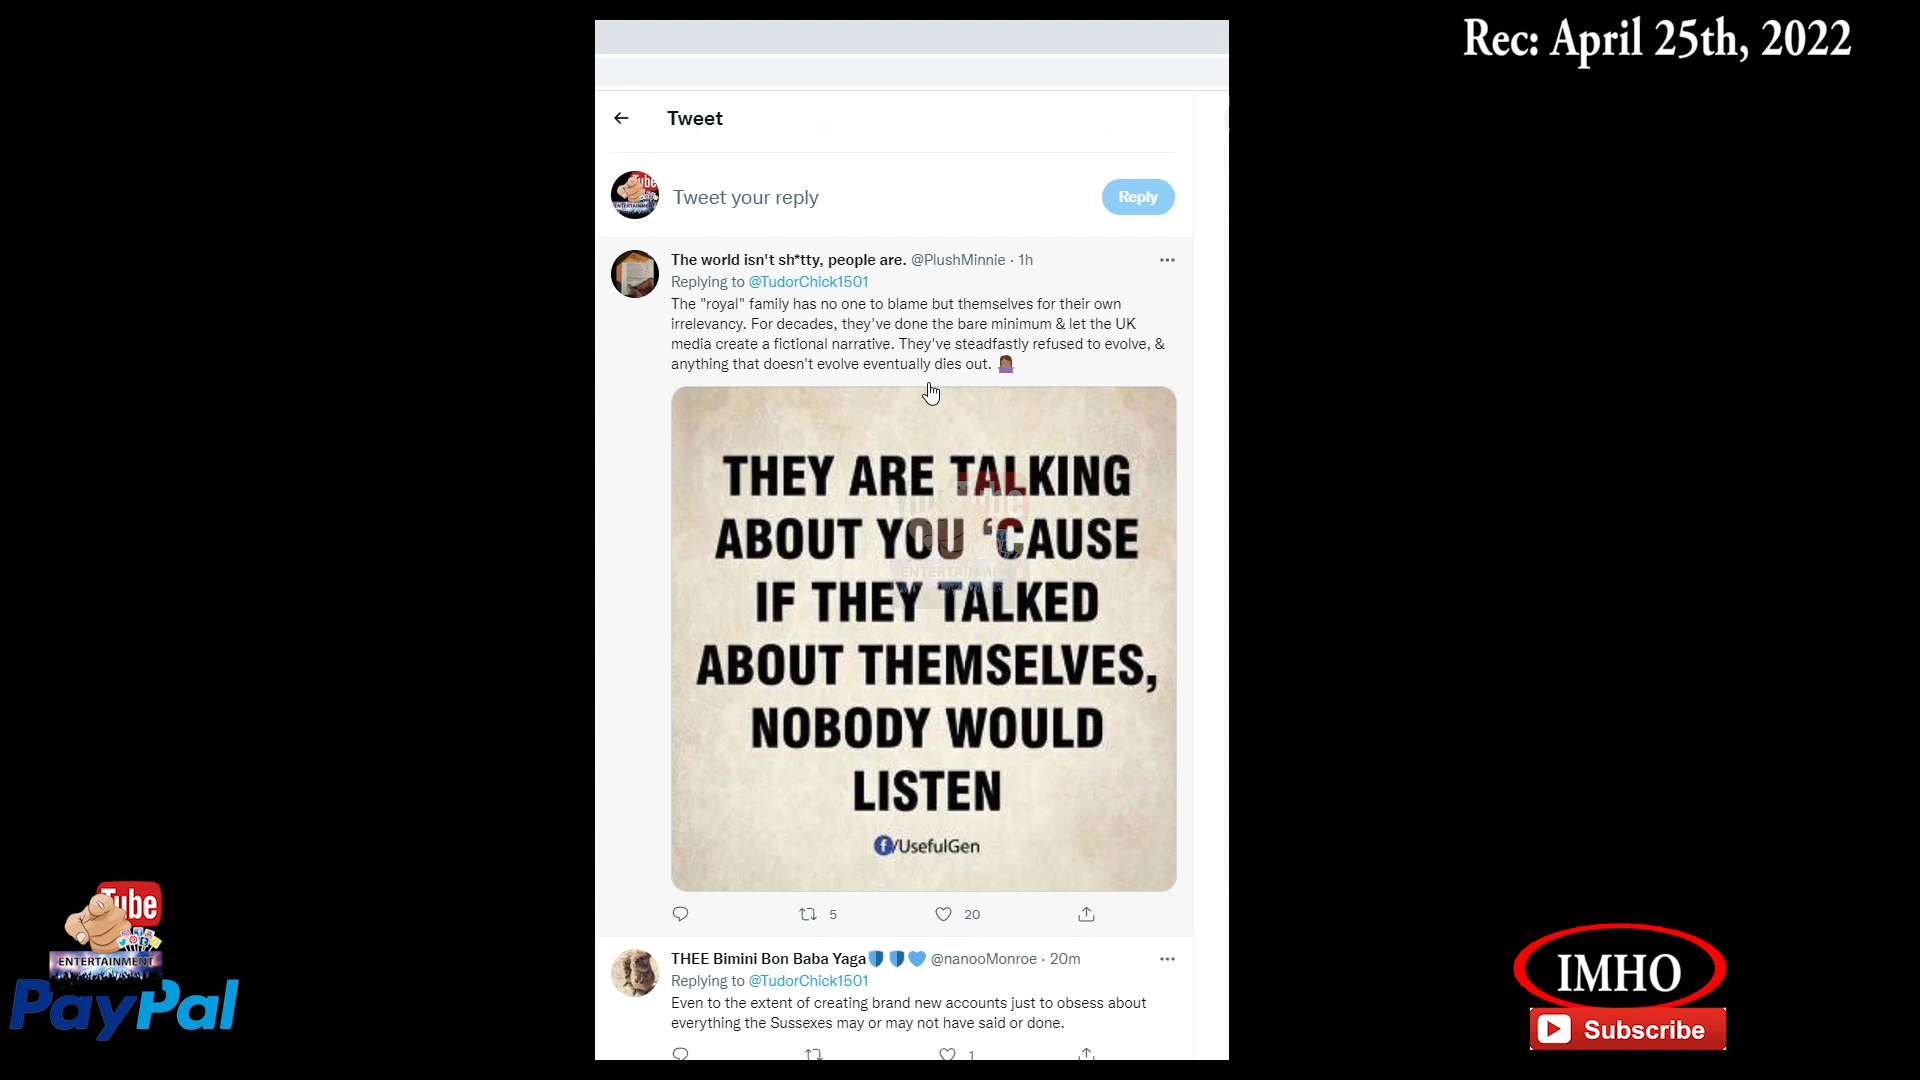 Rec: April 25th, 2022
Tweet
Tweet your reply
Reply
The world isn't sh*tty, people are. @PlushMinnie · 1h
Replying to @TudorChick1501
The "royal" family has no one to blame but themselves for their own
irrelevancy. For decades, they've done the bare minimum & let the UK
media create a fictional narrative. They've steadfastly refused to evolve, &
anything that doesn't evolve eventually dies out.
THEY ARE TALKING
ABOUT YOU ‘CAUSE
IF THEY TALKED
ABOUT THEMSELVES,
NOBODY WOULD
LISTEN
f/UsefulGen
5
20
THEE Bimini Bon Baba Yaga @nanooMonroe · 20m
Replying to @TudorChick1501
Even to the extent of creating brand new accounts just to obsess about
everything the Sussexes may or may not have said or done.
1
Tube
ENTERTAINMENT
PayPal
IMHO
Subscribe